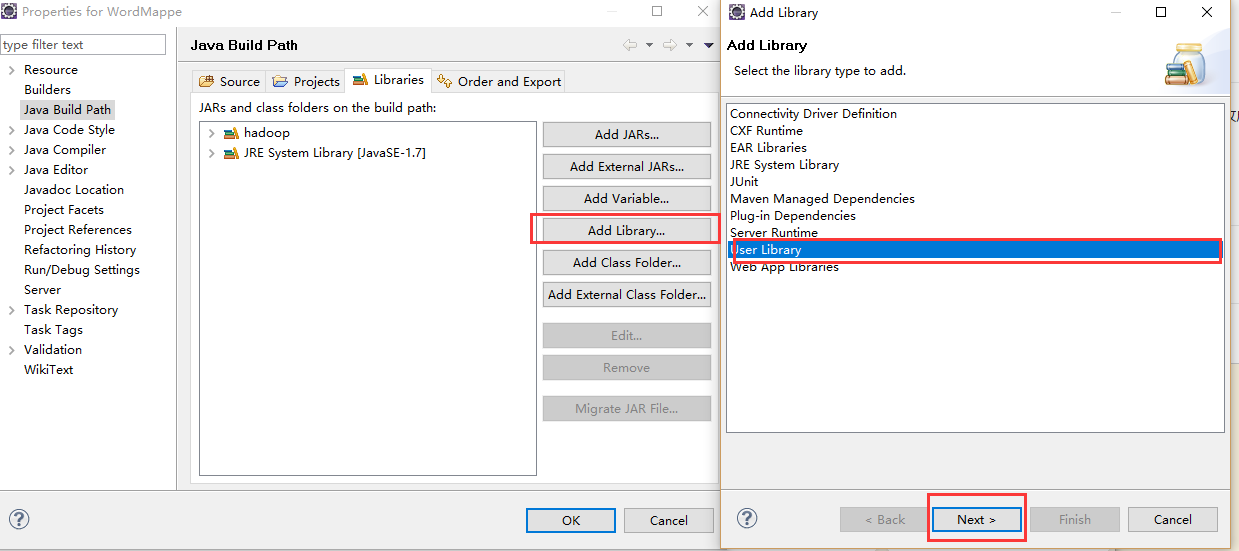 Properties for WordMappe
type filter text
Resource
Builders
Java Build Path
Java Code Style
Java Compiler
Java Editor
Javadoc Location
Project Facets
Project References
Refactoring History
Run/Debug Settings
Server
Task Repository
Task Tags
Validation
WikiText
Java Build Path
Source
Projects
Libraries
Order and Export
JARs and class folders on the build path:
hadoop
JRE System Library [JavaSE-1.7]
Add JARs...
Add External JARs...
Add Variable...
Add Library...
Add Class Folder...
Add External Class Folder...
Edit...
Remove
Migrate JAR File...
OK
Cancel
Add Library
Add Library
Select the library type to add.
Connectivity Driver Definition
CXF Runtime
EAR Libraries
JRE System Library
JUnit
Maven Managed Dependencies
Plug-in Dependencies
Server Runtime
User Library
Web App Libraries
< Back
Next >
Finish
Cancel